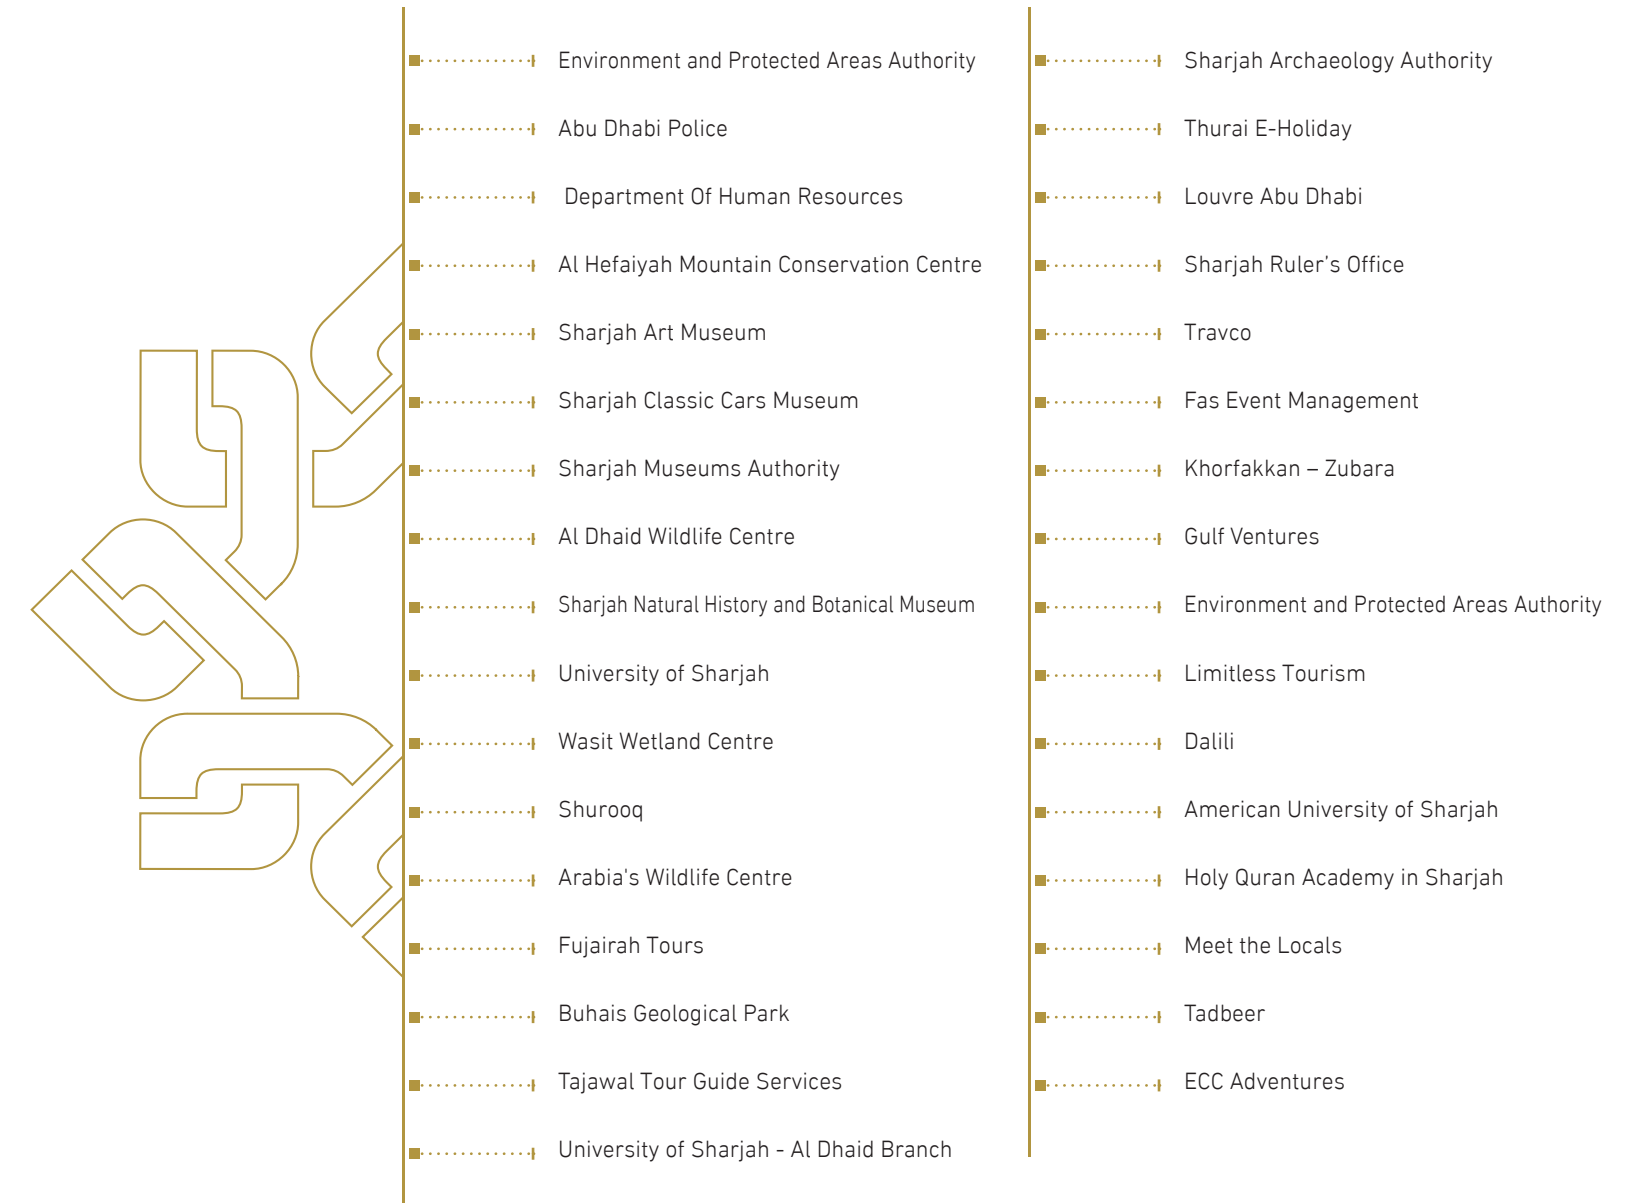 Environment and Protected Areas Authority
Abu Dhabi Police
Department Of Human Resources
Al Hefaiyah Mountain Conservation Centre
Sharjah Art Museum
Sharjah Classic Cars Museum
Sharjah Museums Authority
Al Dhaid Wildlife Centre
Sharjah Natural History and Botanical Museum
University of Sharjah
Wasit Wetland Centre
Shurooq
Arabia's Wildlife Centre
Fujairah Tours
Buhais Geological Park
Tajawal Tour Guide Services
University of Sharjah - Al Dhaid Branch
Sharjah Archaeology Authority
Thurai E-Holiday
Louvre Abu Dhabi
Sharjah Ruler’s Office
Travco
Fas Event Management
Khorfakkan – Zubara
Gulf Ventures
Environment and Protected Areas Authority
Limitless Tourism
Dalili
American University of Sharjah
Holy Quran Academy in Sharjah
Meet the Locals
Tadbeer
ECC Adventures